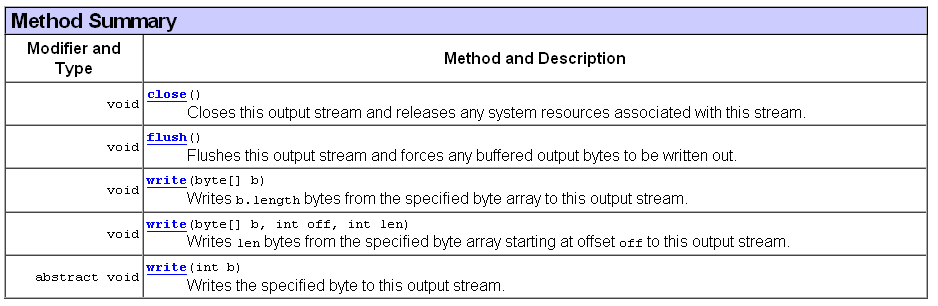 Method Summary
Modifier and
Type
Method and Description
void
close()
Closes this output stream and releases any system resources associated with this stream.
void
flush()
Flushes this output stream and forces any buffered output bytes to be written out.
void
write(byte[] b)
Writes b.length bytes from the specified byte array to this output stream.
void
write(byte[] b, int off, int len)
Writes len bytes from the specified byte array starting at offset off to this output stream.
abstract void
write(int b)
Writes the specified byte to this output stream.